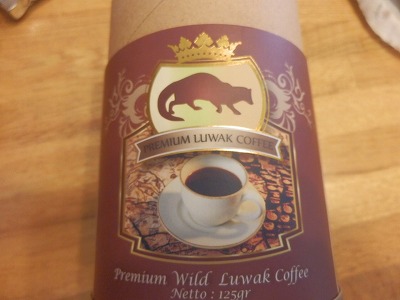 PREMIUM LUWAK COFFEE
Premium Wild Luwak Coffee
Netto : 125gr